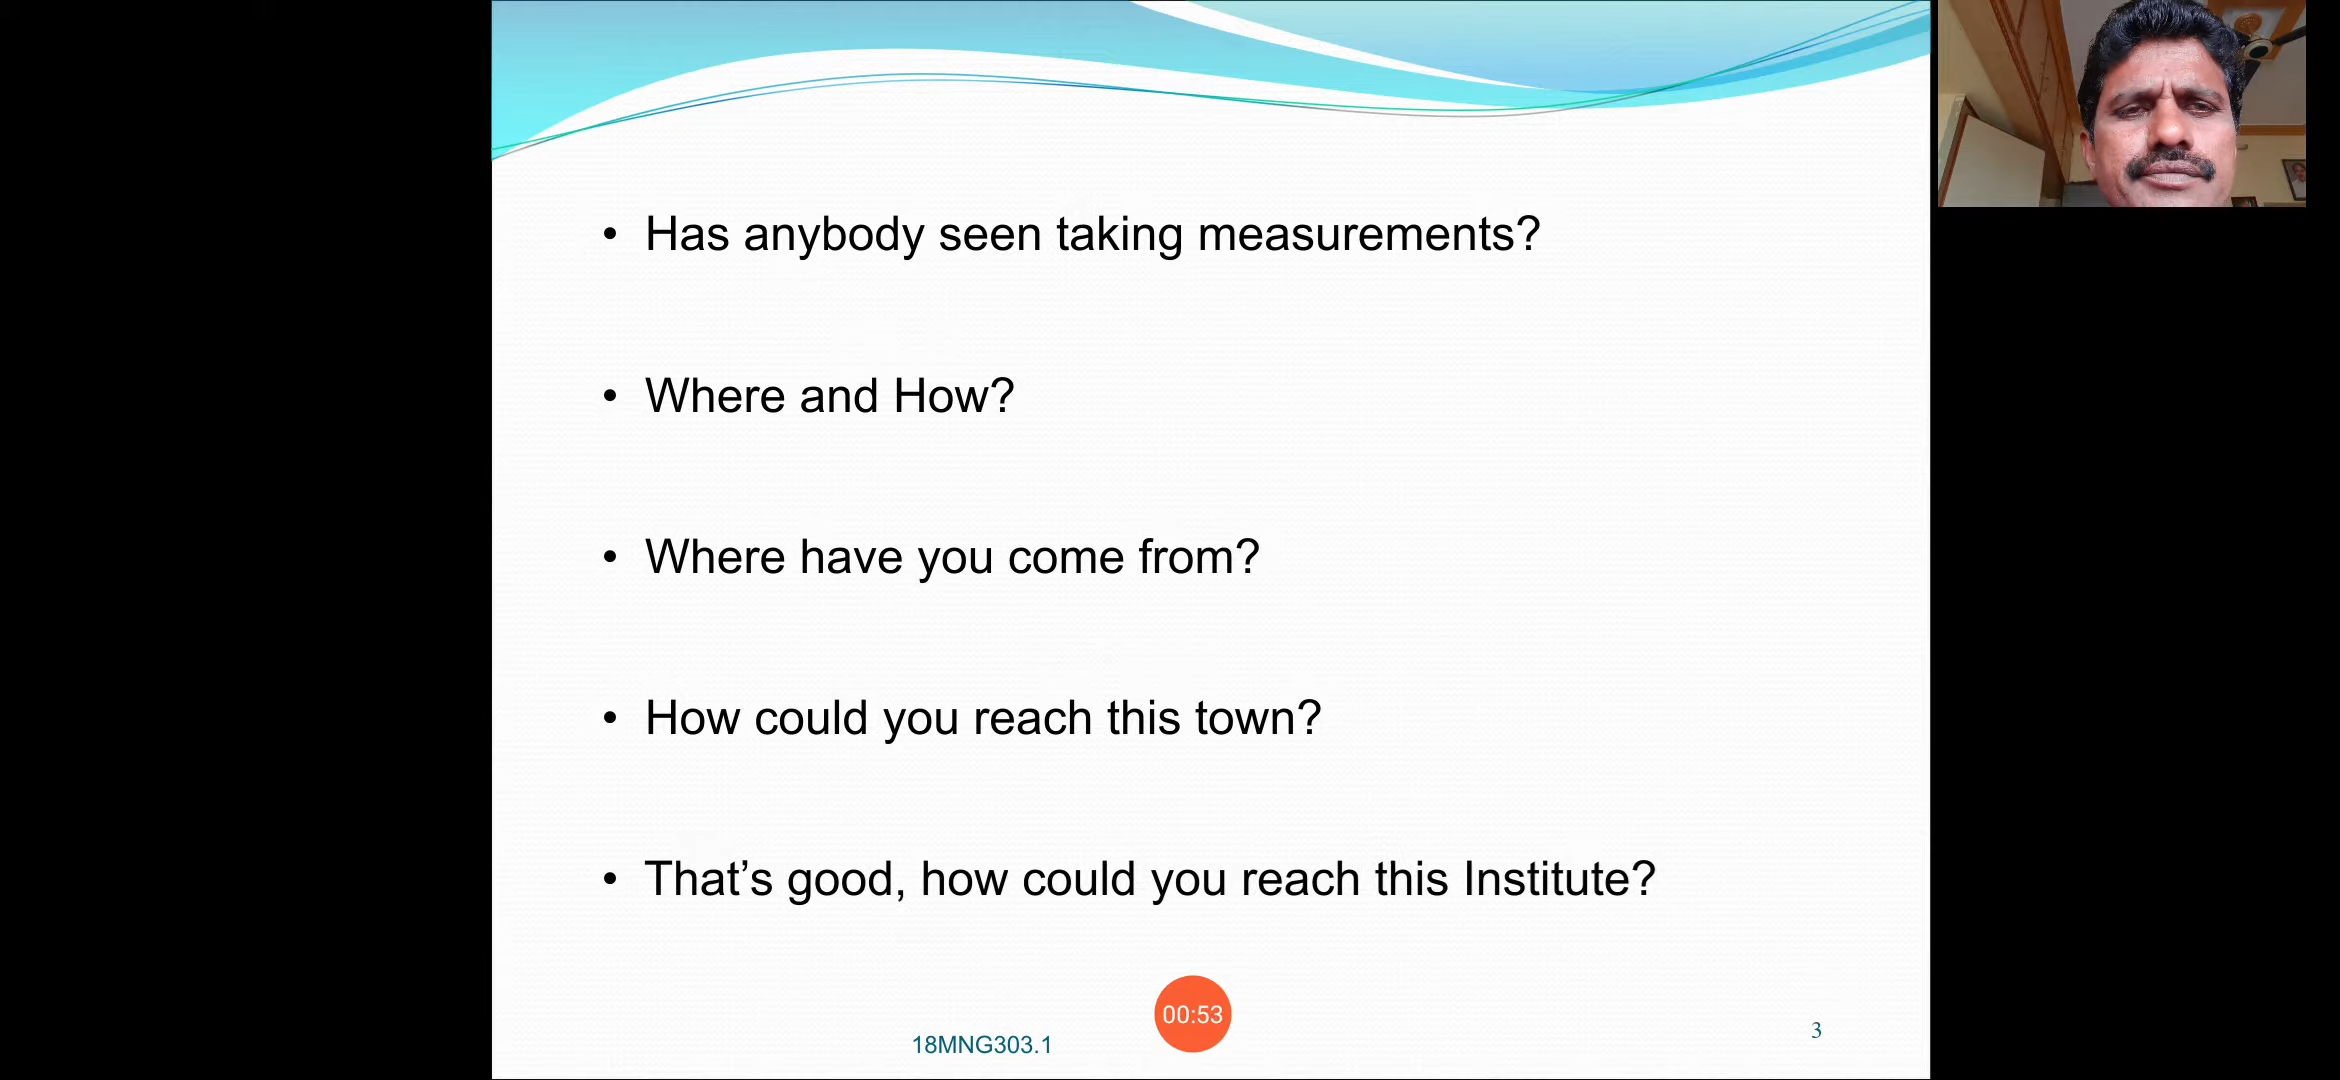 • Has anybody seen taking measurements?
• Where and How?
• Where have you come from?
• How could you reach this town?
• That’s good, how could you reach this Institute?
00:53
18MNG303.1
3